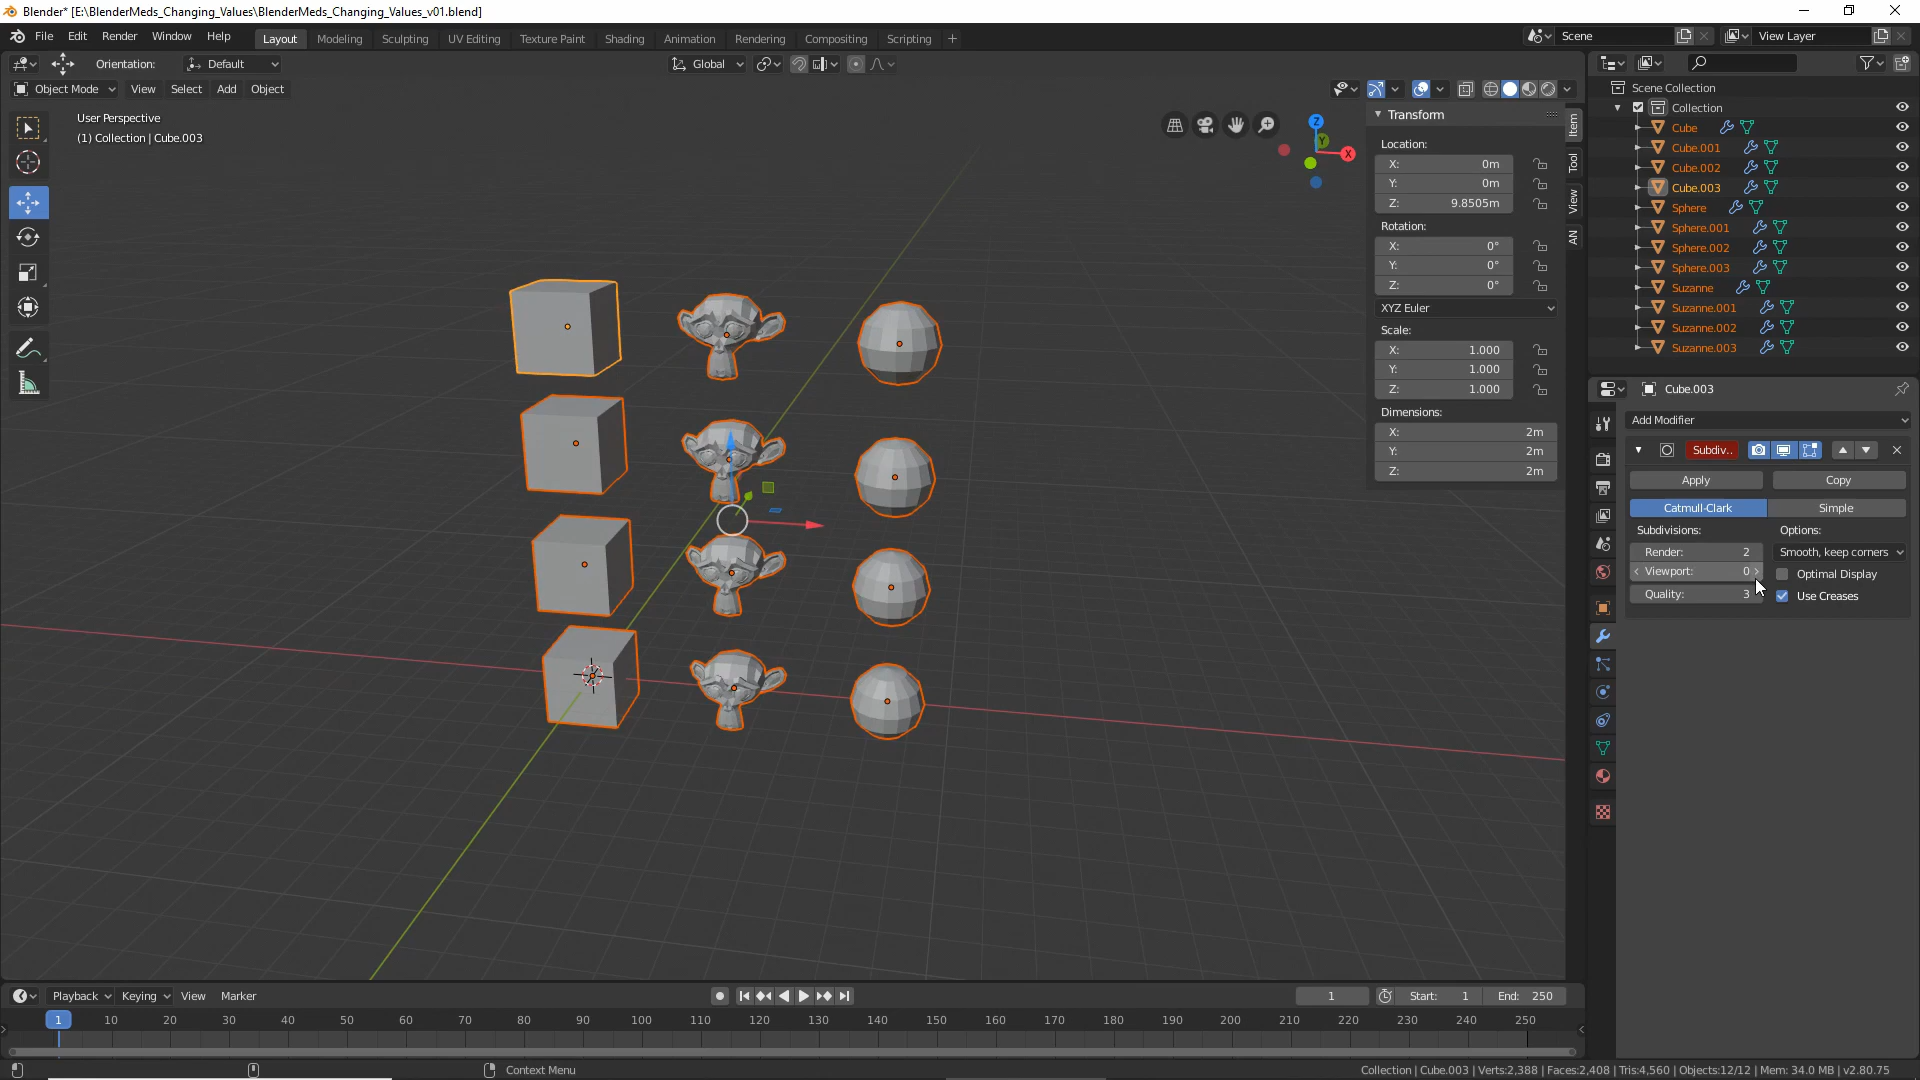 Blender* [E:\BlenderMeds_Changing_Values\BlenderMeds_Changing_Values_v01.blend]
File Edit Render Window Help Layout Modeling Sculpting UV Editing Texture Paint Shading Animation Rendering Compositing Scripting + Scene View Layer
Orientation: Default Global
Object Mode View Select Add Object
User Perspective
(1) Collection | Cube.003
Z
Y
X
Transform
Location:
X: 0m
Y: 0m
Z: 9.8505m
Rotation:
X: 0°
Y: 0°
Z: 0°
XYZ Euler
Scale:
X: 1.000
Y: 1.000
Z: 1.000
Dimensions:
X: 2m
Y: 2m
Z: 2m
Item
Tool
View
AN
Scene Collection
Collection
Cube
Cube.001
Cube.002
Cube.003
Sphere
Sphere.001
Sphere.002
Sphere.003
Suzanne
Suzanne.001
Suzanne.002
Suzanne.003
Cube.003
Add Modifier
Subdiv..
Apply Copy
Catmull-Clark Simple
Subdivisions: Options:
Render: 2 Smooth, keep corners
Viewport: 0 Optimal Display
Quality: 3 Use Creases
Playback Keying View Marker 1 Start: 1 End: 250
1 10 20 30 40 50 60 70 80 90 100 110 120 130 140 150 160 170 180 190 200 210 220 230 240 250
Context Menu Collection | Cube.003 | Verts:2,388 | Faces:2,408 | Tris:4,560 | Objects:12/12 | Mem: 34.0 MB | v2.80.75